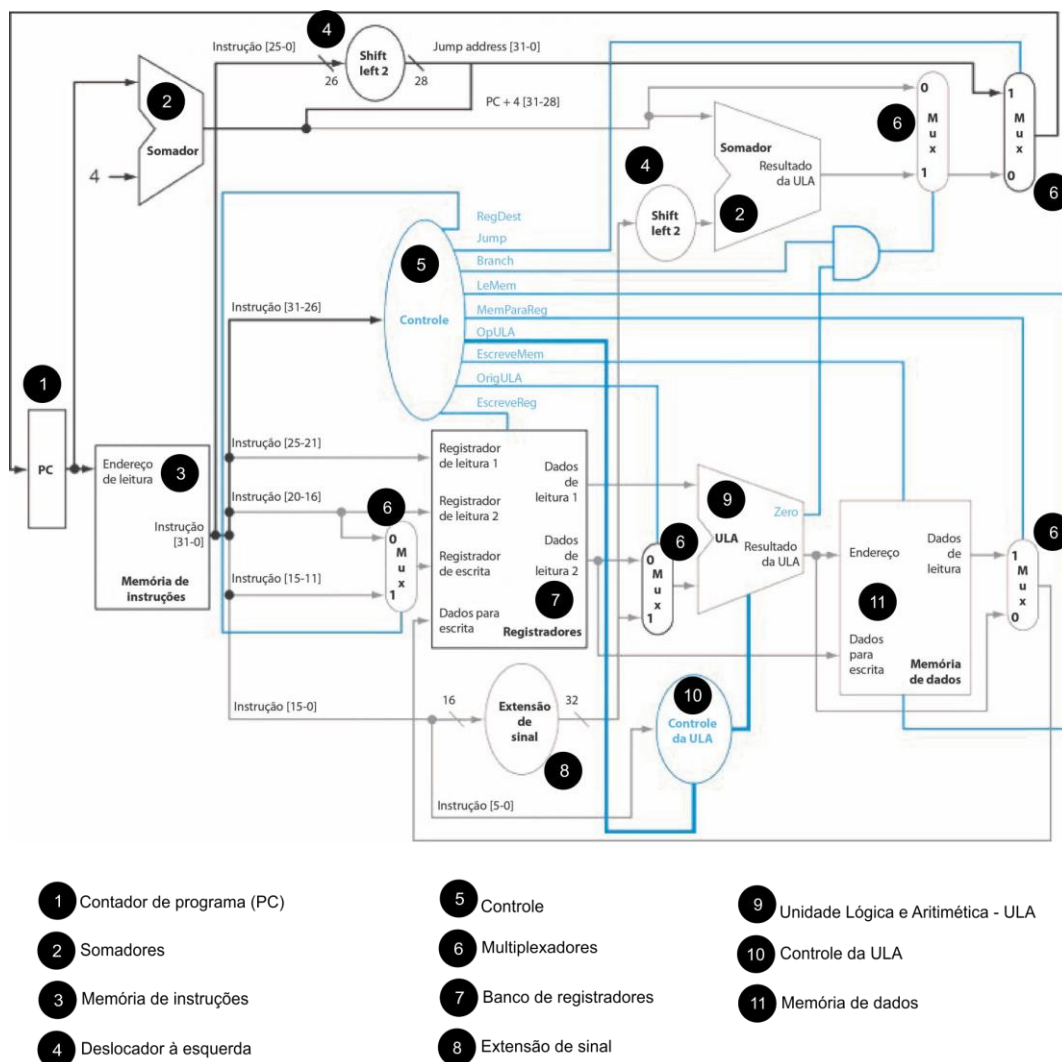 4
Instrução [25-0]
Shift
left 2
Jump address [31-0]
26
28
PC + 4 [31-28]
2
Somador
4
0
M
u
x
1
6
1
M
u
x
0
6
4
Somador
Resultado
da ULA
2
Shift
left 2
RegDest
Jump
Branch
LeMem
MemParaReg
OpULA
EscreveMem
OrigULA
EscreveReg
5
Controle
Instrução [31-26]
1
PC
Endereço
de leitura
3
Instrução
[31-0]
Memória de
instruções
Instrução [25-21]
Instrução [20-16]
Instrução [15-11]
6
0
M
u
x
1
Registrador
de leitura 1
Registrador
de leitura 2
Registrador
de escrita
Dados para
escrita
Dados
de
leitura 1
Dados
de
leitura 2
7
Registradores
6
0
M
u
x
1
9
ULA
Zero
Resultado
da ULA
Endereço
Dados
de
leitura
11
Dados
para
escrita
Memória
de dados
6
1
M
u
x
0
Instrução [15-0]
16
Extensão
de
sinal
32
8
10
Controle
da ULA
Instrução [5-0]
1 Contador de programa (PC)
2 Somadores
3 Memória de instruções
4 Deslocador à esquerda
5 Controle
6 Multiplexadores
7 Banco de registradores
8 Extensão de sinal
9 Unidade Lógica e Aritimética - ULA
10 Controle da ULA
11 Memória de dados